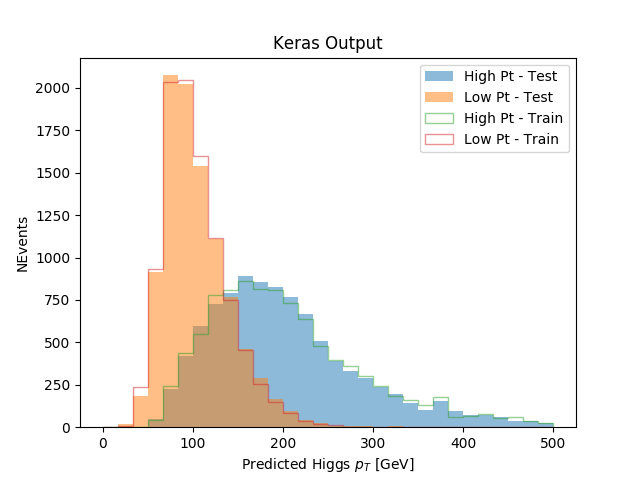 Keras Output
High Pt - Test
Low Pt - Test
High Pt - Train
Low Pt - Train
2000
1750
1500
1250
1000
750
500
250
0
NEvents
0 100 200 300 400 500
Predicted Higgs p_T [GeV]